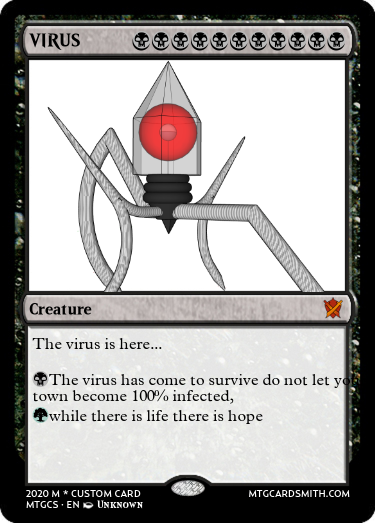 VIRUS
Creature
The virus is here...
The virus has come to survive do not let yo
town become 100% infected,
while there is life there is hope
2020 M * CUSTOM CARD
MTGCARDSMITH.COM
MTGCS · EN UNKNOWN